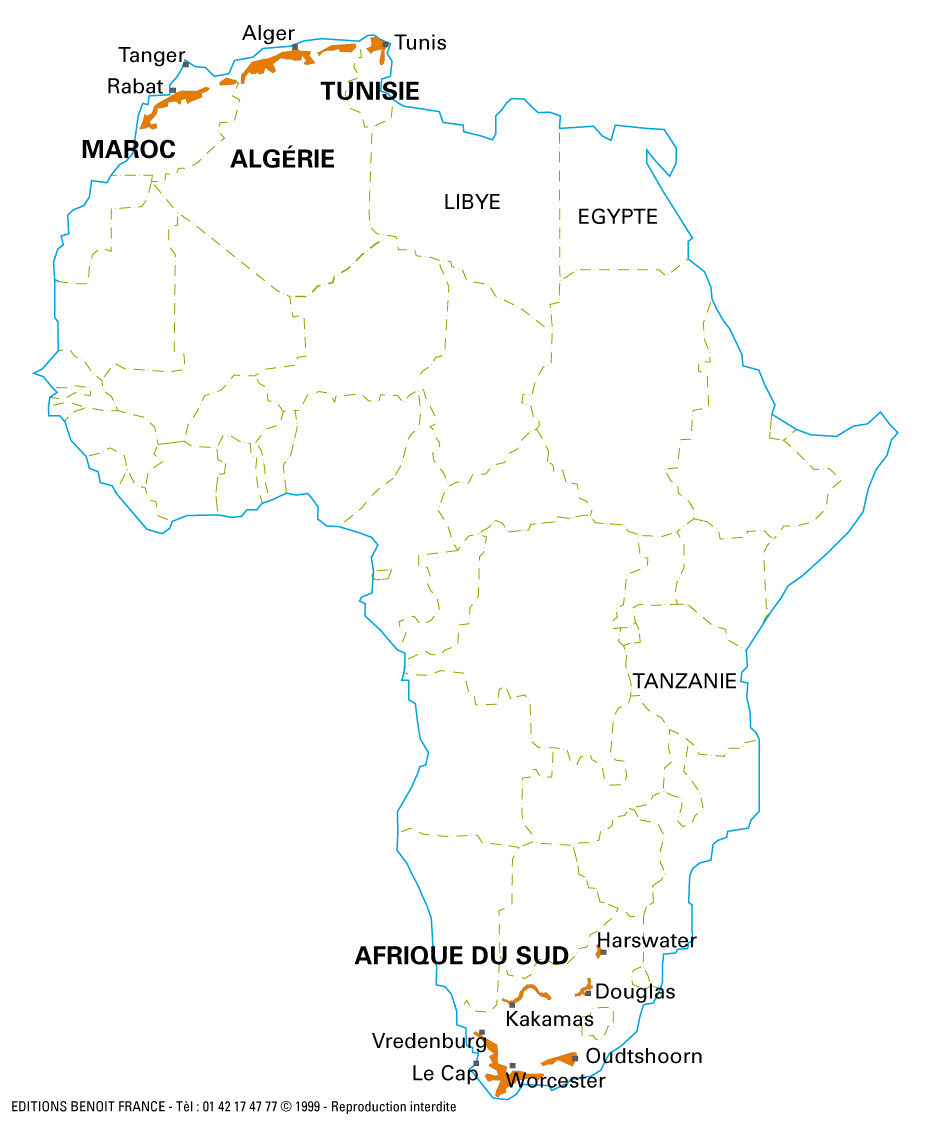 Alger
Tunis
Tanger
Rabat
TUNISIE
MAROC
ALGÉRIE
LIBYE
EGYPTE
TANZANIE
Harswater
AFRIQUE DU SUD
Douglas
Kakamas
Vredenburg
Oudtshoorn
Le Cap
Worcester
EDITIONS BENOIT FRANCE - Tèl : 01 42 17 47 77 © 1999 - Reproduction interdite